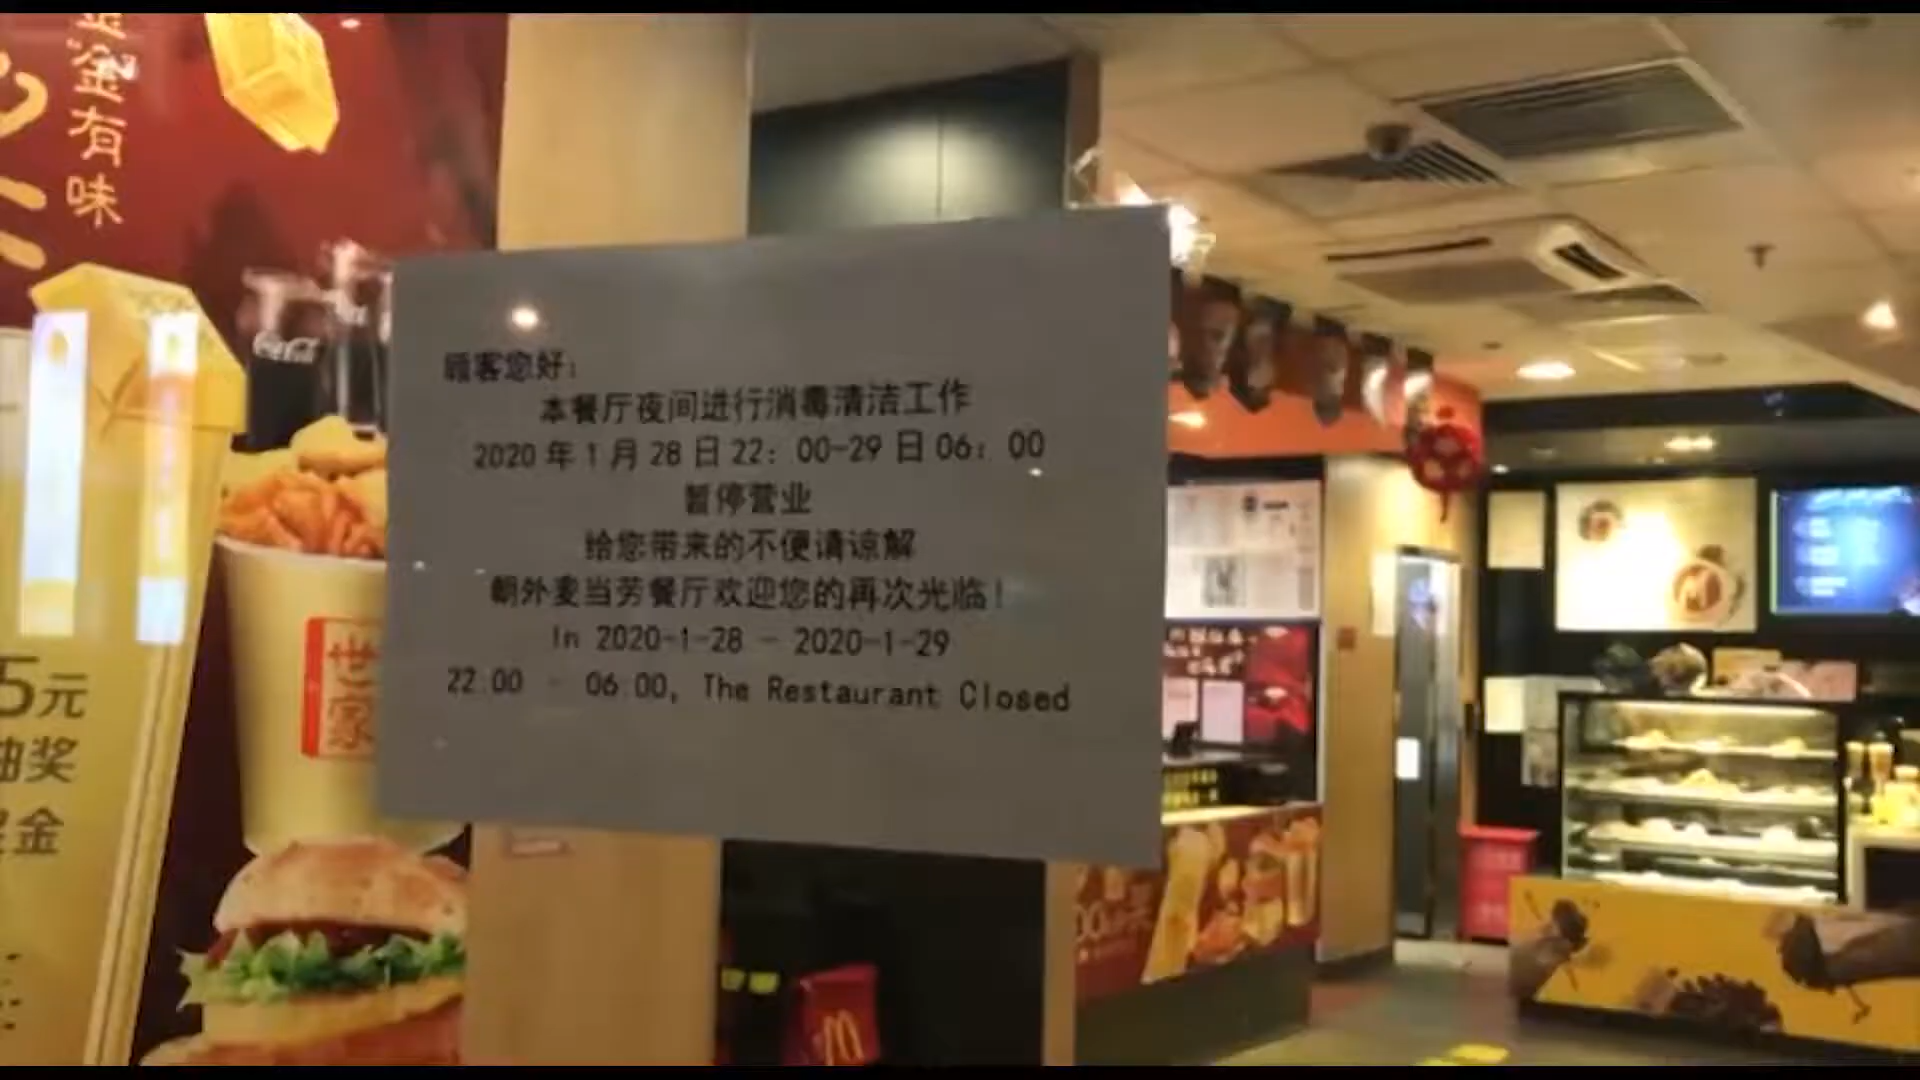 金有味
Coca
世家
5元
抽奖
金
顾客您好：
本餐厅夜间进行消毒清洁工作
2020年1月28日22：00-29日06：00
暂停营业
给您带来的不便请谅解
朝外麦当劳餐厅欢迎您的再次光临！
In 2020-1-28 - 2020-1-29
22:00 - 06:00, The Restaurant Closed